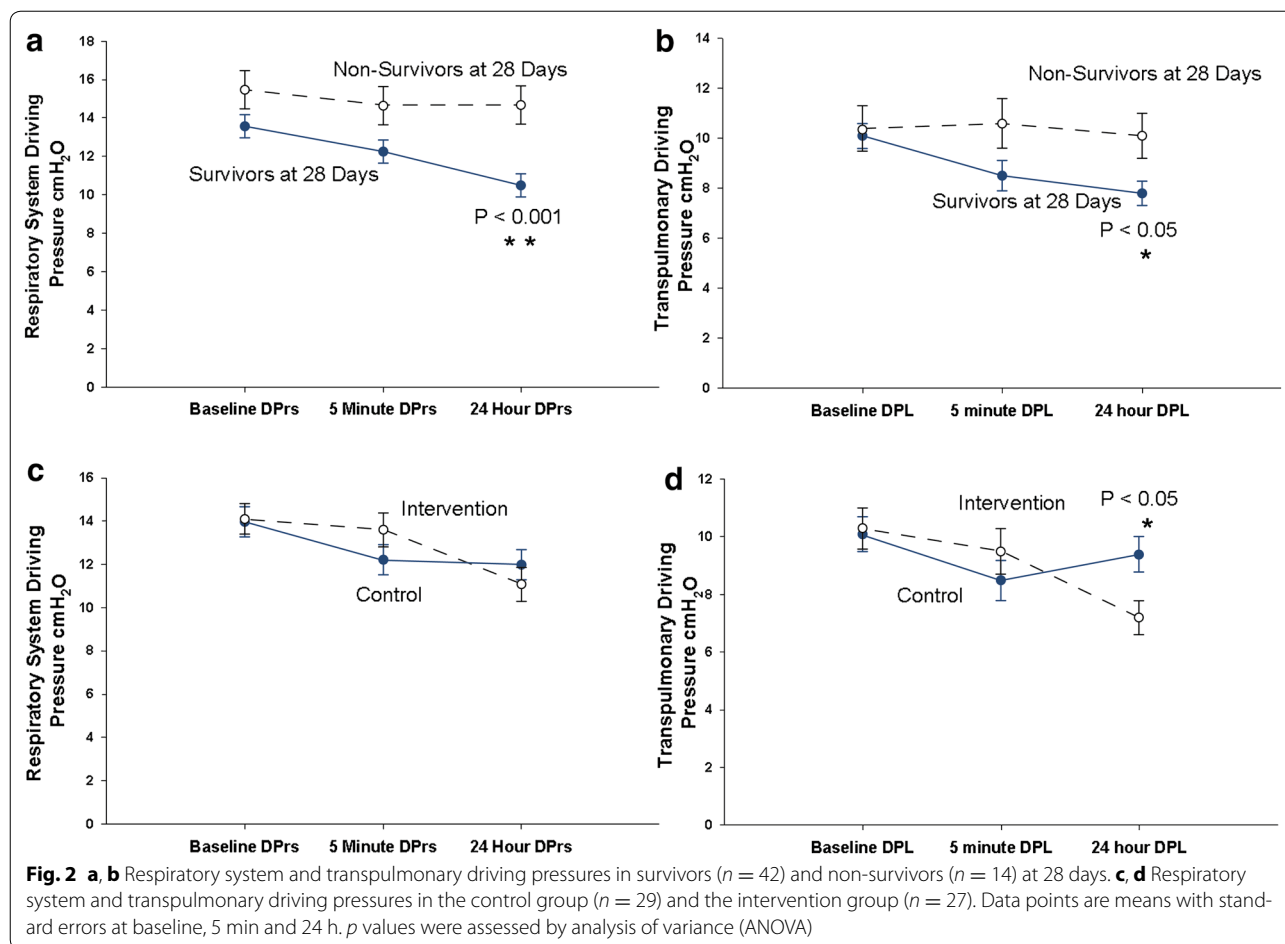 a
18
16
14
12
10
8
6
4
2
0
Respiratory System Driving
Pressure cmH₂O
Non-Survivors at 28 Days
Survivors at 28 Days
P < 0.001
* *
Baseline DPrs
5 Minute DPrs
24 Hour DPrs
b
14
12
10
8
6
4
2
0
Transpulmonary Driving
Pressure cmH₂O
Non-Survivors at 28 Days
Survivors at 28 Days
P < 0.05
*
Baseline DPL
5 minute DPL
24 hour DPL
c
16
14
12
10
8
6
4
2
0
Respiratory System Driving
Pressure cmH₂O
Intervention
Control
Baseline DPrs
5 Minute DPrs
24 Hour DPrs
d
12
10
8
6
4
2
0
Transpulmonary Driving
Pressure cmH₂O
Intervention
P < 0.05
*
Control
Baseline DPL
5 minute DPL
24 hour DPL
Fig. 2 a, b Respiratory system and transpulmonary driving pressures in survivors (n = 42) and non-survivors (n = 14) at 28 days. c, d Respiratory
system and transpulmonary driving pressures in the control group (n = 29) and the intervention group (n = 27). Data points are means with stand-
ard errors at baseline, 5 min and 24 h. p values were assessed by analysis of variance (ANOVA)